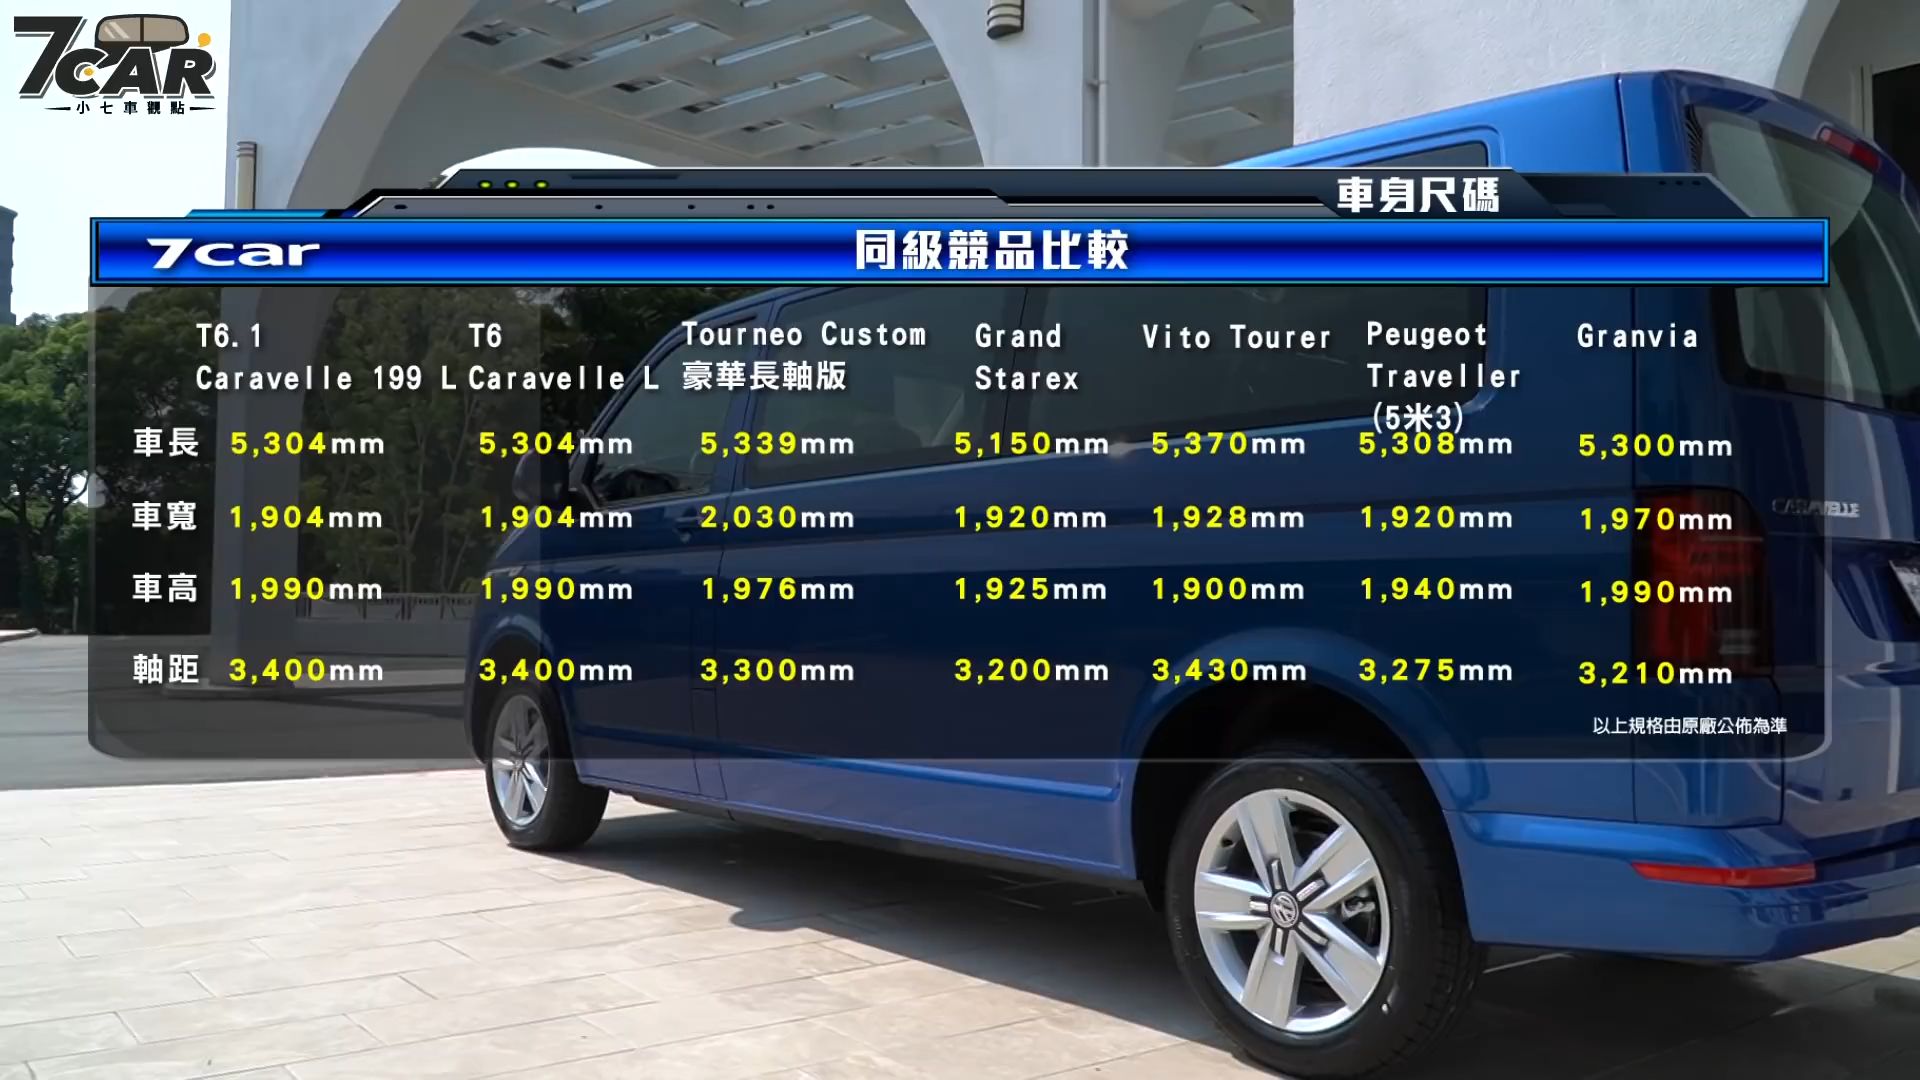 7CAR
小七車觀點
車身尺碼
7car 同級競品比較
T6.1 T6 Tourneo Custom Grand Vito Tourer Peugeot Granvia
Caravelle 199 L Caravelle L 豪華長軸版 Starex Traveller
(5米3)
車長 5,304mm 5,304mm 5,339mm 5,150mm 5,370mm 5,308mm 5,300mm
車寬 1,904mm 1,904mm 2,030mm 1,920mm 1,928mm 1,920mm 1,970mm
CARAVELLE
車高 1,990mm 1,990mm 1,976mm 1,925mm 1,900mm 1,940mm 1,990mm
軸距 3,400mm 3,400mm 3,300mm 3,200mm 3,430mm 3,275mm 3,210mm
以上規格由原廠公佈為準